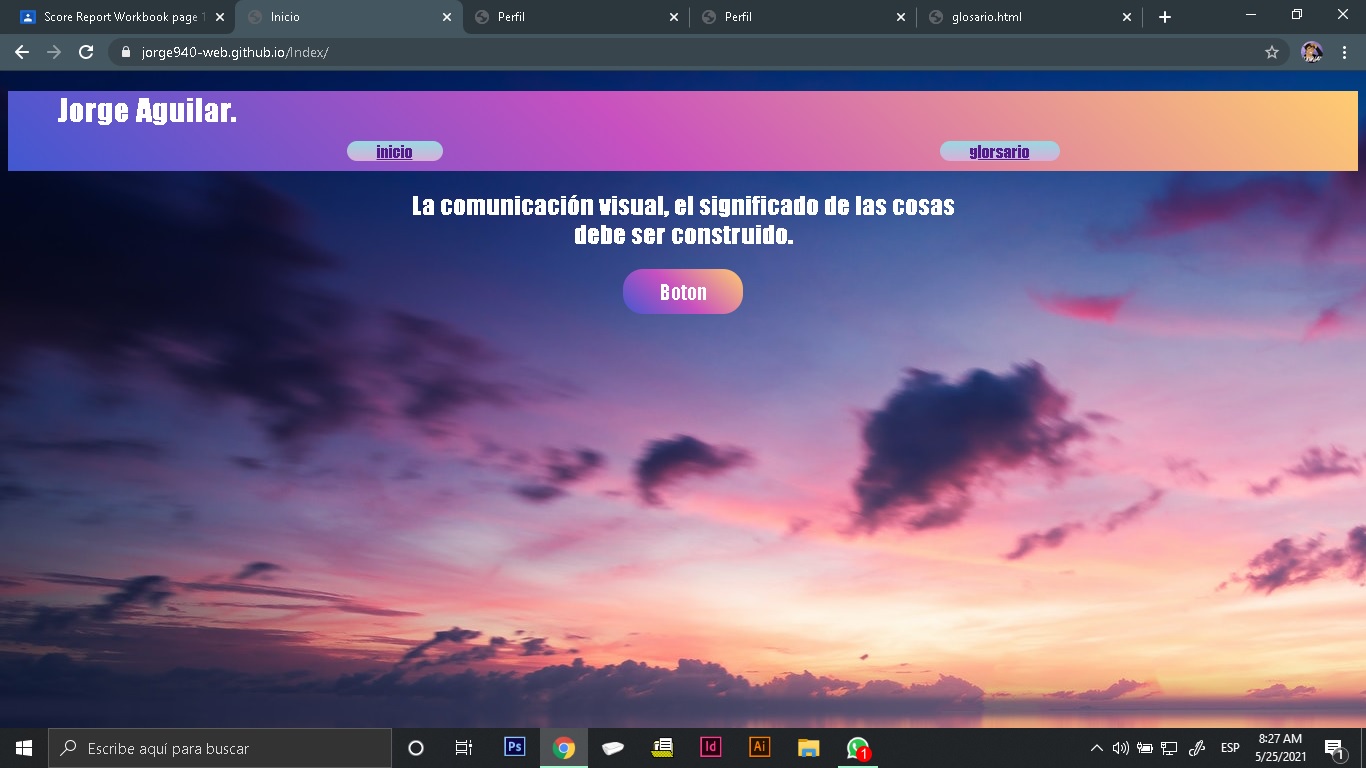 Score Report Workbook page 1
Inicio
Perfil
Perfil
glosario.html
jorge940-web.github.io/Index/
Jorge Aguilar.
inicio
glorsario
La comunicación visual, el significado de las cosas
debe ser construido.
Boton
Escribe aquí para buscar
Ps
Id
Ai
1
ESP
8:27 AM
5/25/2021
1